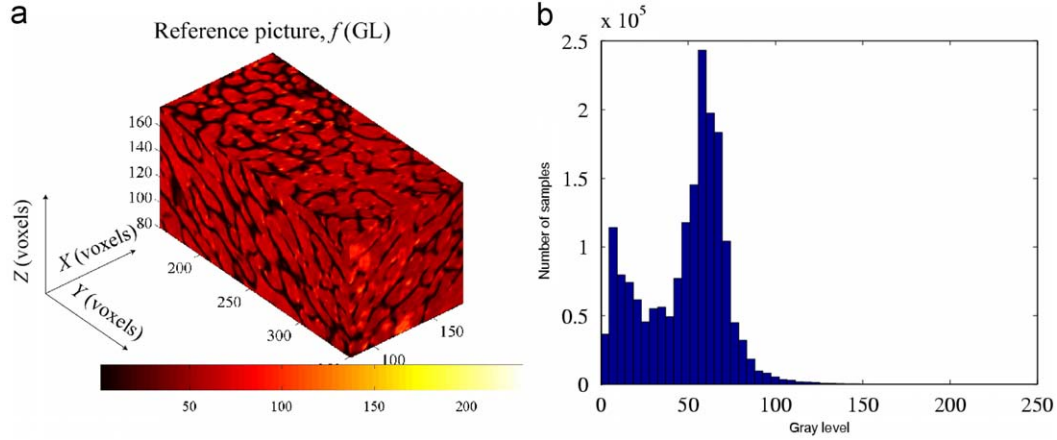 a
Reference picture, f (GL)
160
140
120
100
80
Z (voxels)
X (voxels)
Y (voxels)
200
250
300
100
150
50 100 150 200
b
x 10⁵
2.5
2
1.5
1
0.5
0
Number of samples
0 50 100 150 200 250
Gray level